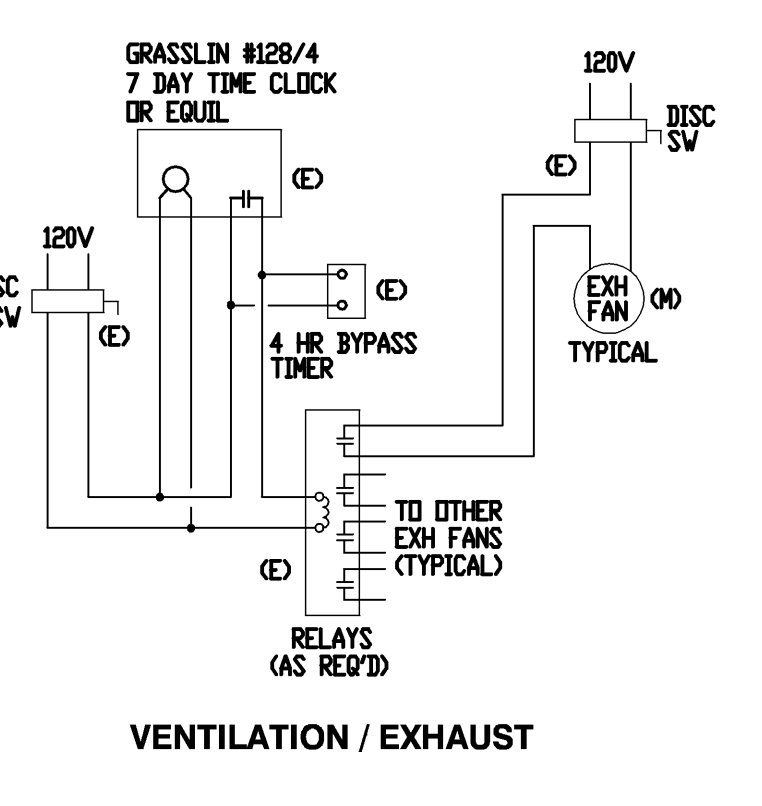 GRASSLIN #128/4
7 DAY TIME CLOCK
OR EQUIL
(E)
120V
DISC
SW
(E)
120V
SC
SW
(E)
(E)
4 HR BYPASS
TIMER
EXH
FAN
(M)
TYPICAL
TO OTHER
EXH FANS
(TYPICAL)
(E)
RELAYS
(AS REQ'D)
VENTILATION / EXHAUST